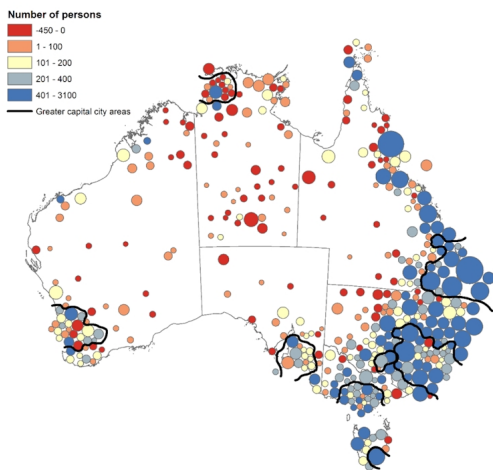 Number of persons
-450 - 0
1 - 100
101 - 200
201 - 400
401 - 3100
Greater capital city areas